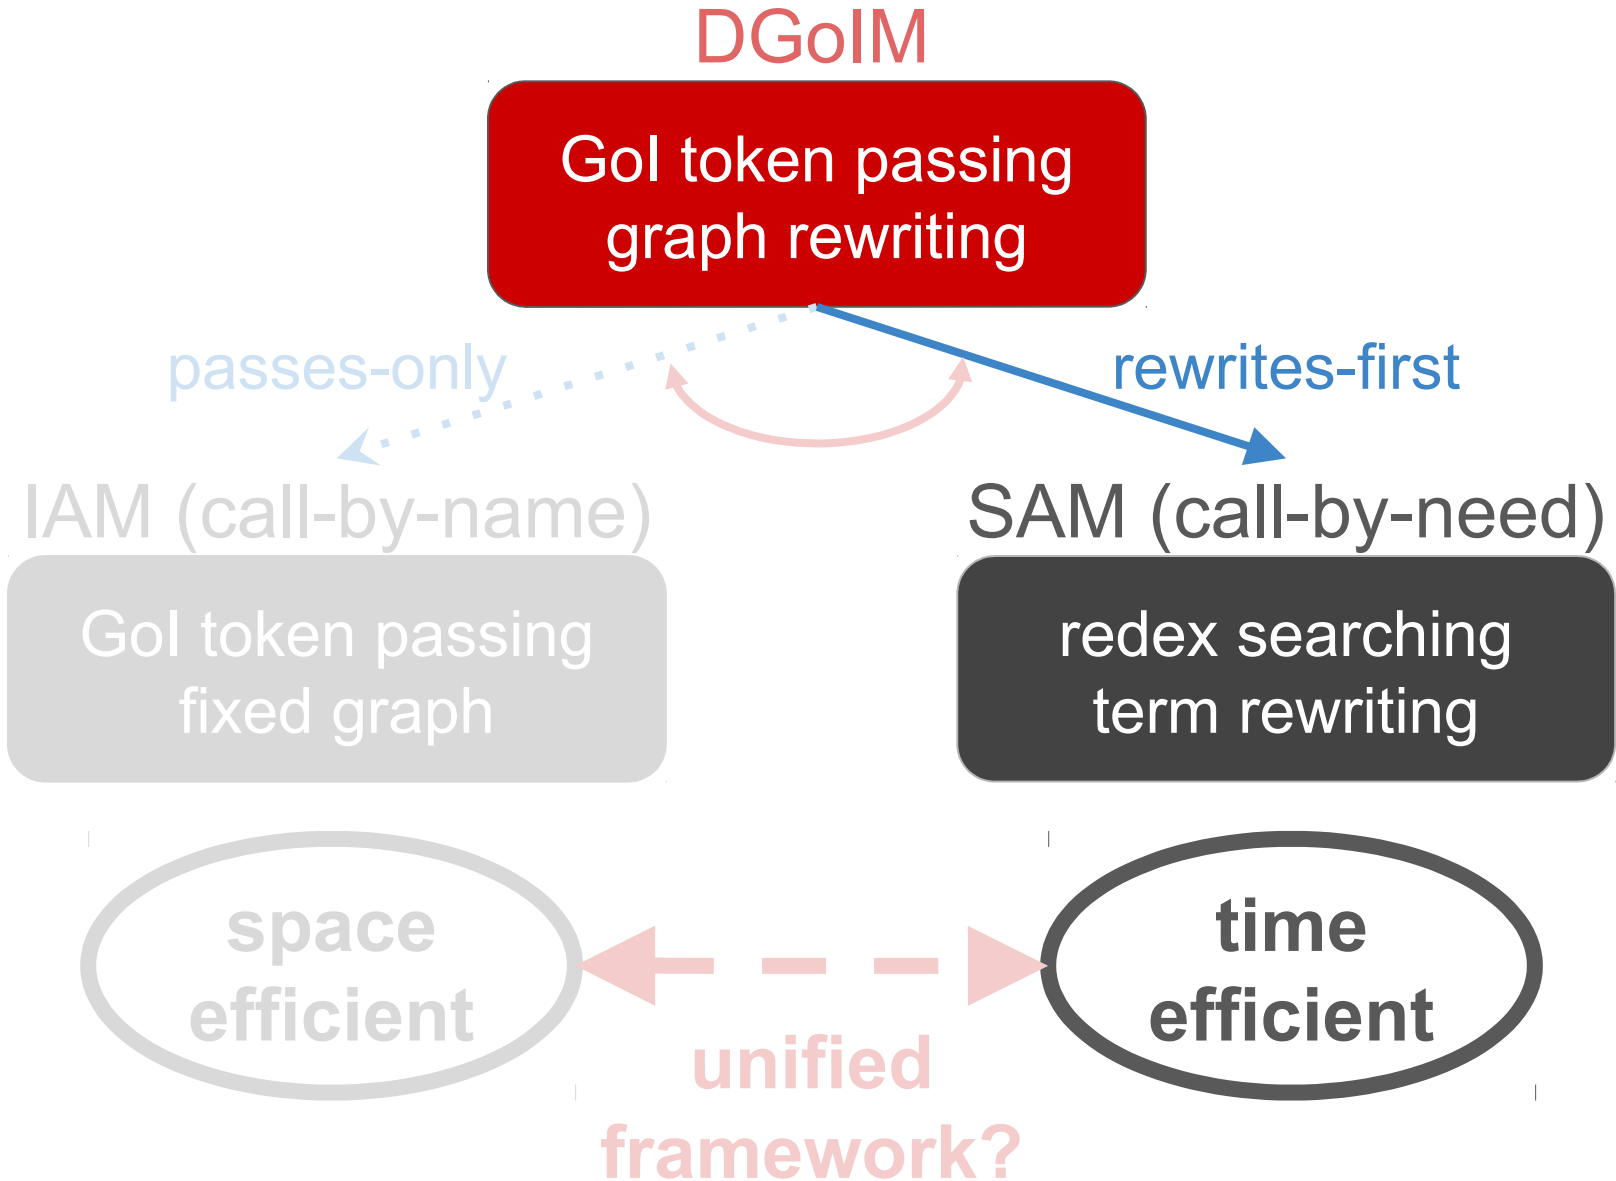 DGoIM
GoI token passing
graph rewriting
passes-only
rewrites-first
IAM (call-by-name)
GoI token passing
fixed graph
SAM (call-by-need)
redex searching
term rewriting
space
efficient
time
efficient
unified
framework?